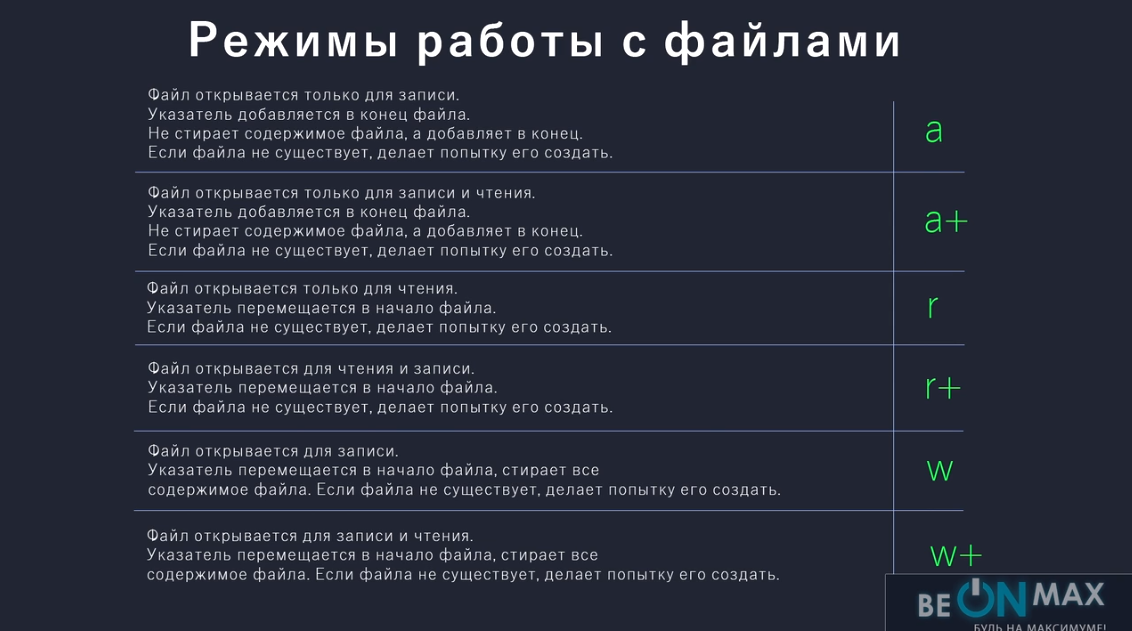 Режимы работы с файлами
Файл открывается только для записи.
Указатель добавляется в конец файла.
Не стирает содержимое файла, а добавляет в конец.
Если файла не существует, делает попытку его создать.
a
Файл открывается только для записи и чтения.
Указатель добавляется в конец файла.
Не стирает содержимое файла, а добавляет в конец.
Если файла не существует, делает попытку его создать.
a+
Файл открывается только для чтения.
Указатель перемещается в начало файла.
Если файла не существует, делает попытку его создать.
r
Файл открывается для чтения и записи.
Указатель перемещается в начало файла.
Если файла не существует, делает попытку его создать.
r+
Файл открывается для записи.
Указатель перемещается в начало файла, стирает все
содержимое файла. Если файла не существует, делает попытку его создать.
w
Файл открывается для записи и чтения.
Указатель перемещается в начало файла, стирает все
содержимое файла. Если файла не существует, делает попытку его создать.
w+
BEONMAX
БУДЬ НА МАКСИМУМЕ!